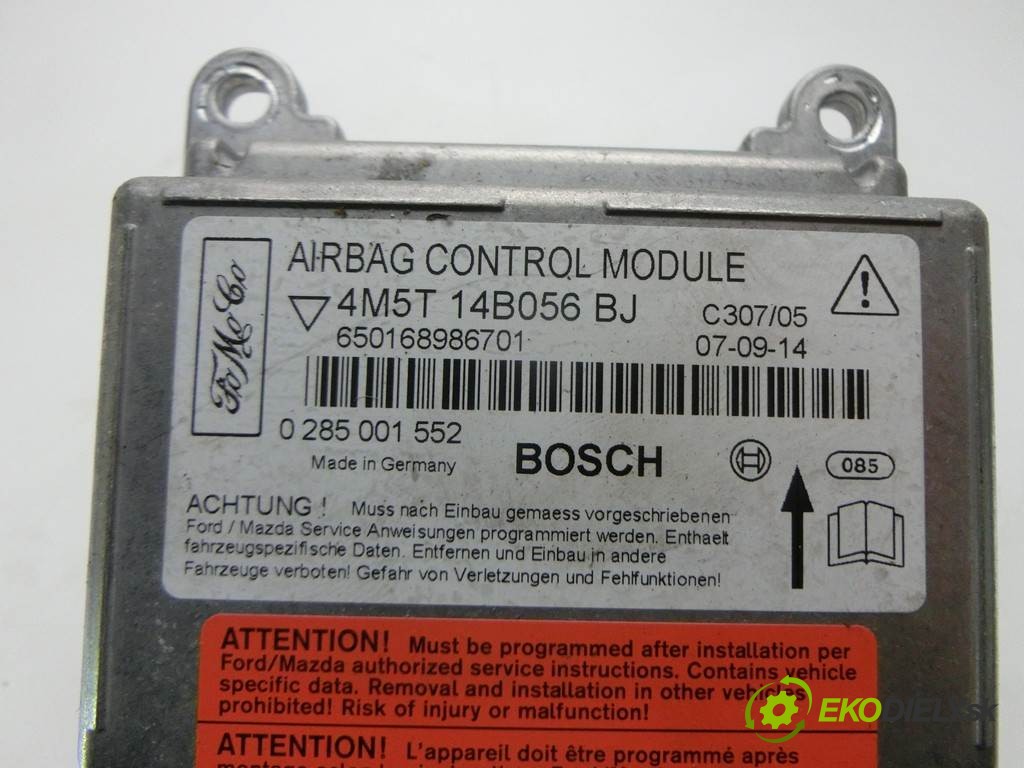 FoMoCo
AIRBAG CONTROL MODULE
4M5T 14B056 BJ
C307/05
650168986701
07-09-14
0 285 001 552
Made in Germany
BOSCH
085
ACHTUNG! Muss nach Einbau gemaess vorgeschriebenen
Ford / Mazda Service Anweisungen programmiert werden. Enthaelt
fahrzeugspezifische Daten. Entfernen und Einbau in andere
Fahrzeuge verboten! Gefahr von Verletzungen und Fehlfunktionen!
ATTENTION! Must be programmed after installation per
Ford/Mazda authorized service instructions. Contains vehicle
specific data. Removal and installation in other vehicles
prohibited! Risk of injury or malfunction!
EKODIELY.sk
ATTENTION! L'appareil doit être programmé après